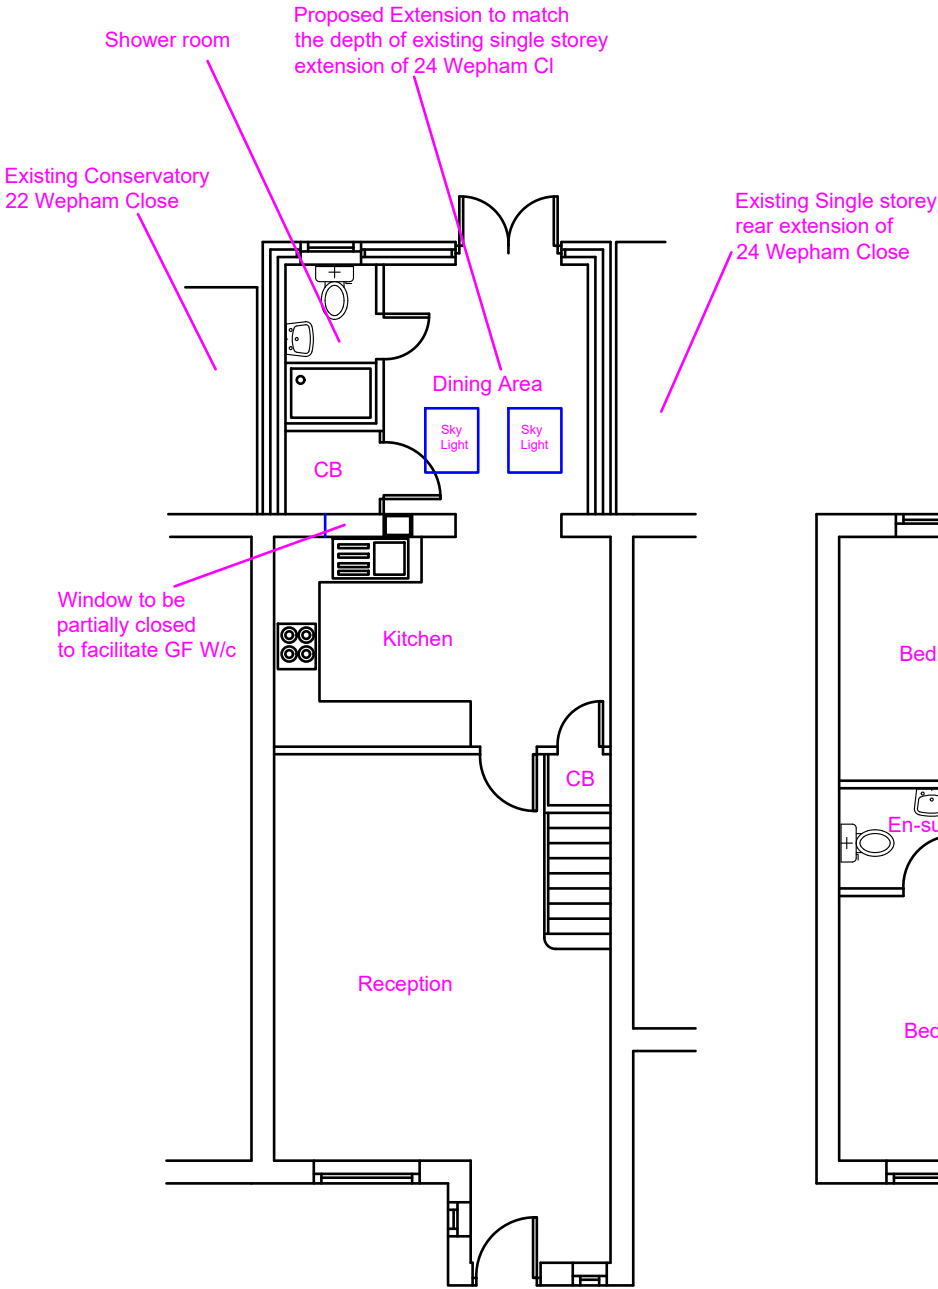 Proposed Extension to match
the depth of existing single storey
extension of 24 Wepham Cl
Shower room
Existing Conservatory
22 Wepham Close
Existing Single storey
rear extension of
24 Wepham Close
Dining Area
Sky
Light
Sky
Light
CB
Window to be
partially closed
to facilitate GF W/c
Kitchen
Bed
CB
En-su
Reception
Bed